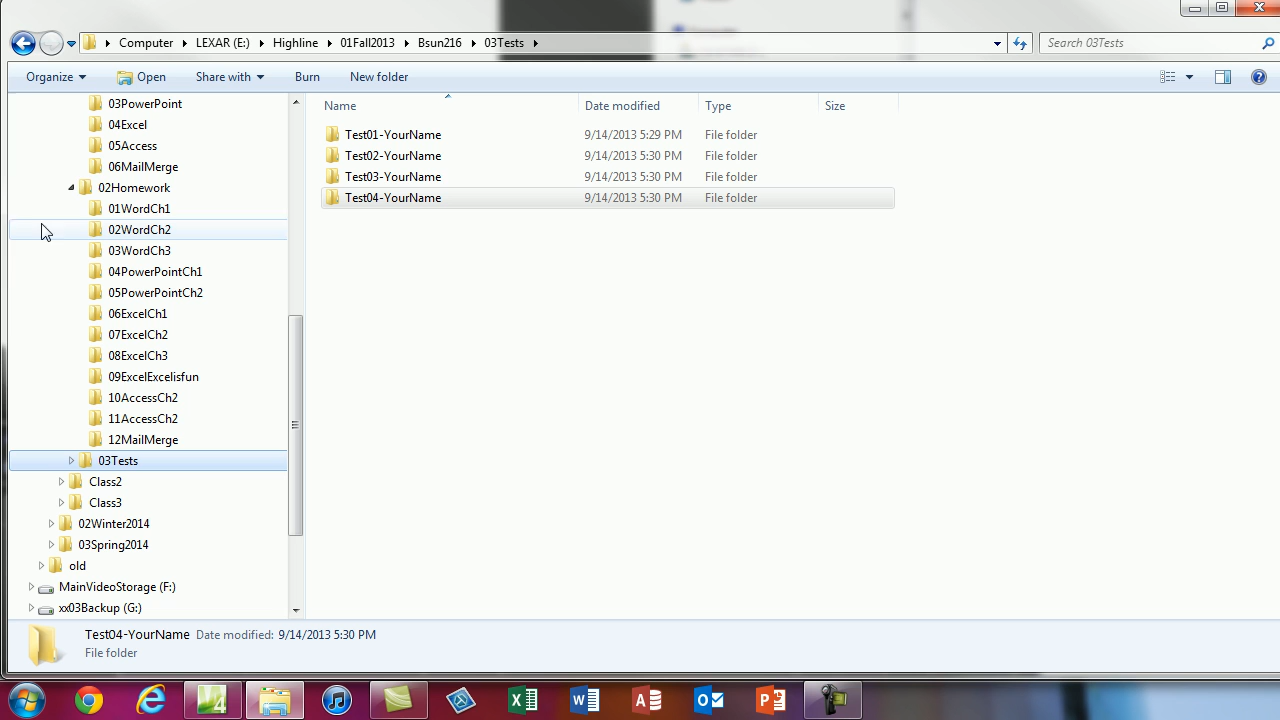 Computer LEXAR (E:) Highline 01Fall2013 Bsun216 03Tests Search 03Tests
Organize Open Share with Burn New folder
Name Date modified Type Size
Test01-YourName 9/14/2013 5:29 PM File folder
Test02-YourName 9/14/2013 5:30 PM File folder
Test03-YourName 9/14/2013 5:30 PM File folder
Test04-YourName 9/14/2013 5:30 PM File folder
03PowerPoint
04Excel
05Access
06MailMerge
02Homework
01WordCh1
02WordCh2
03WordCh3
04PowerPointCh1
05PowerPointCh2
06ExcelCh1
07ExcelCh2
08ExcelCh3
09ExcelExcelisfun
10AccessCh2
11AccessCh2
12MailMerge
03Tests
Class2
Class3
02Winter2014
03Spring2014
old
MainVideoStorage (F:)
xx03Backup (G:)
Test04-YourName Date modified: 9/14/2013 5:30 PM
File folder